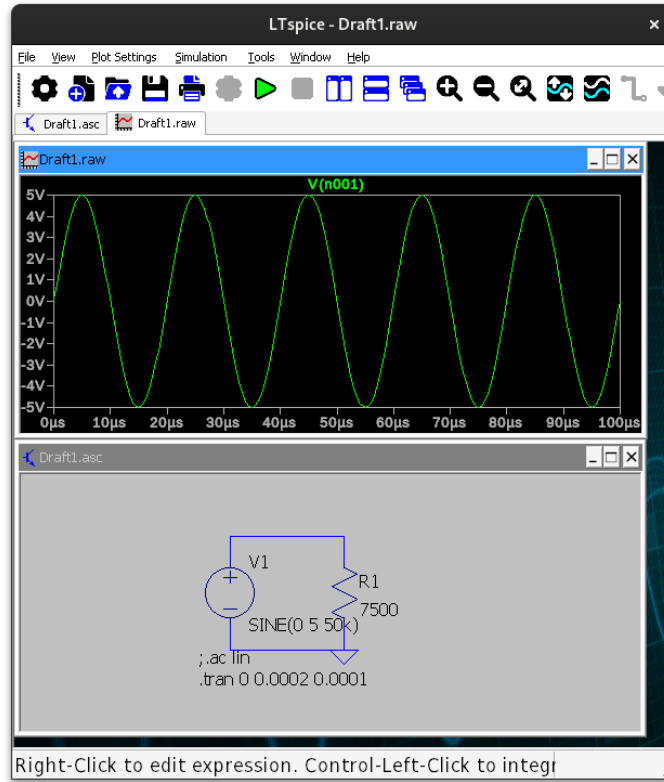 LTspice - Draft1.raw
File View Plot Settings Simulation Tools Window Help
Draft1.asc Draft1.raw
Draft1.raw
V(n001)
5V
4V
3V
2V
1V
0V
-1V
-2V
-3V
-4V
-5V
0µs 10µs 20µs 30µs 40µs 50µs 60µs 70µs 80µs 90µs 100µs
Draft1.asc
V1
R1
7500
SINE(0 5 50k)
;.ac lin
.tran 0 0.0002 0.0001
Right-Click to edit expression. Control-Left-Click to integr